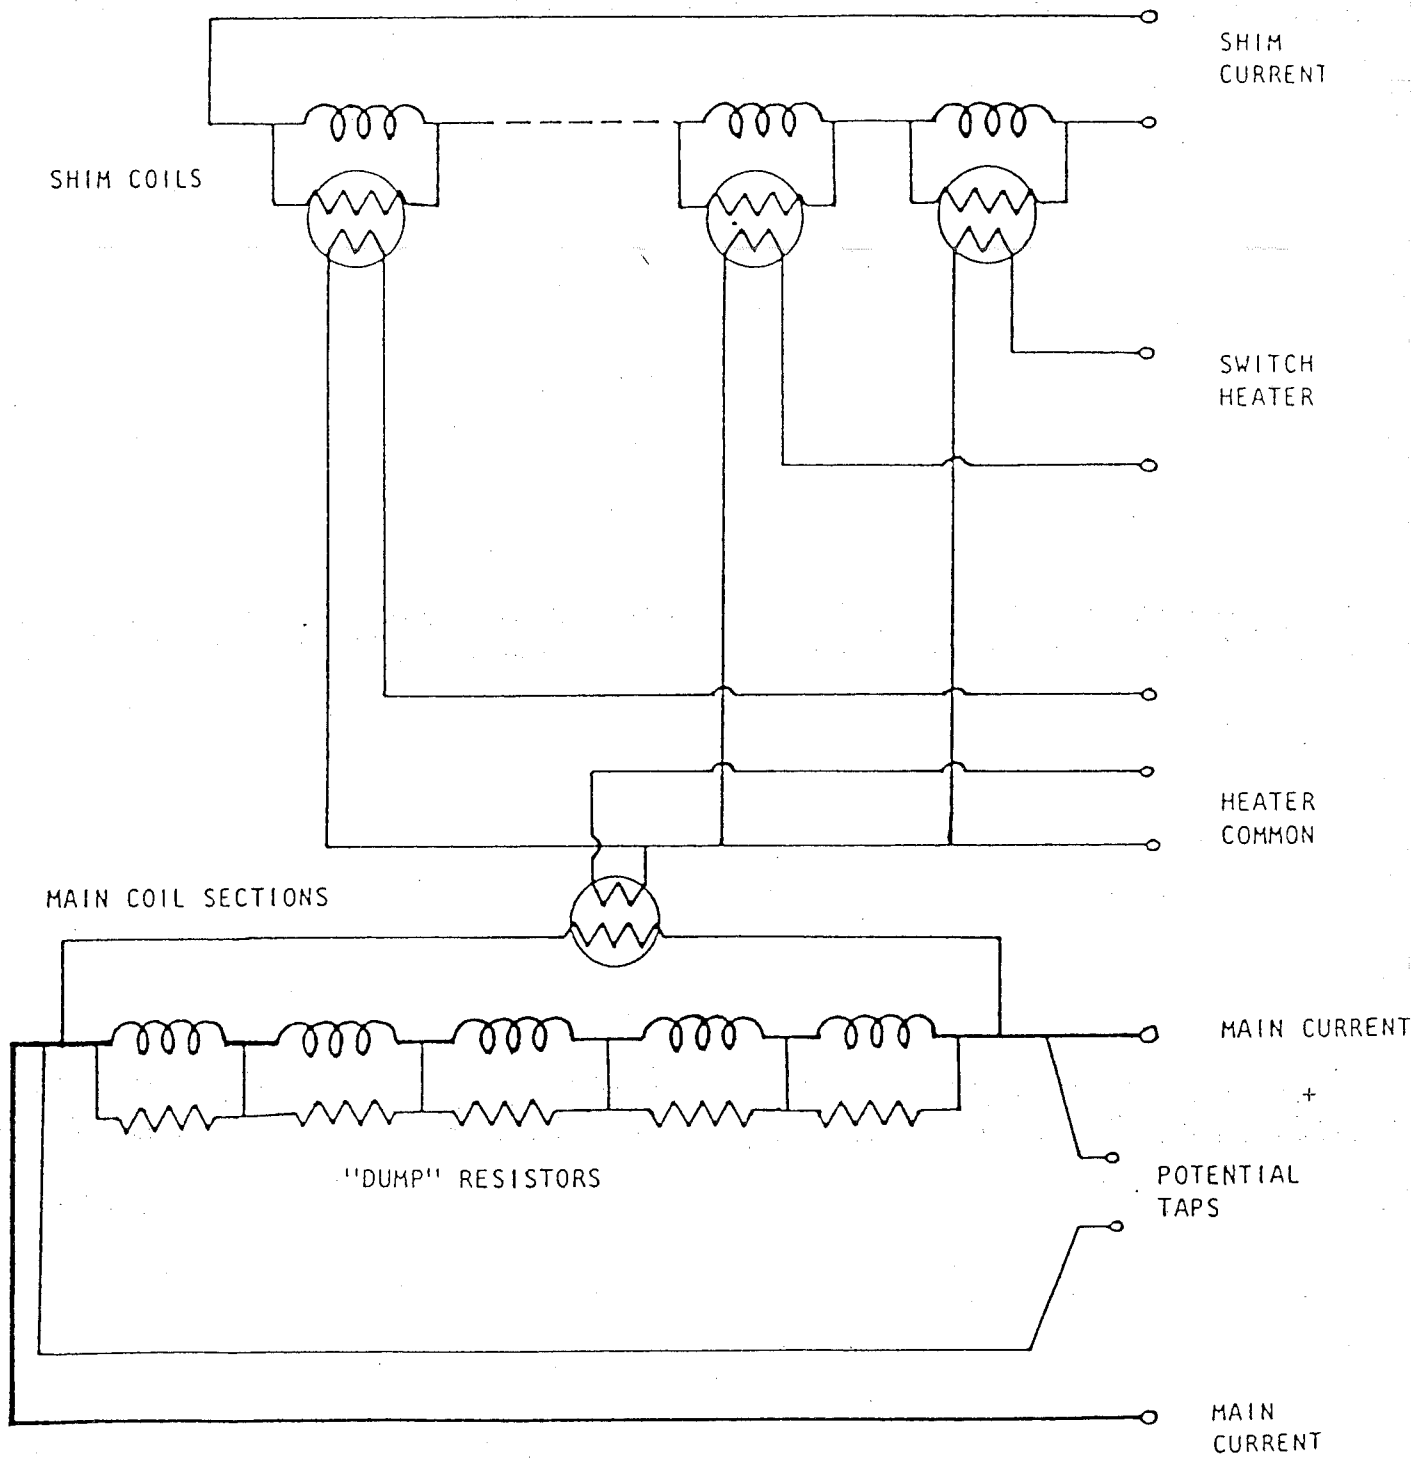 SHIM
CURRENT
SHIM COILS
SWITCH
HEATER
HEATER
COMMON
MAIN COIL SECTIONS
MAIN CURRENT
+
"DUMP" RESISTORS
POTENTIAL
TAPS
MAIN
CURRENT